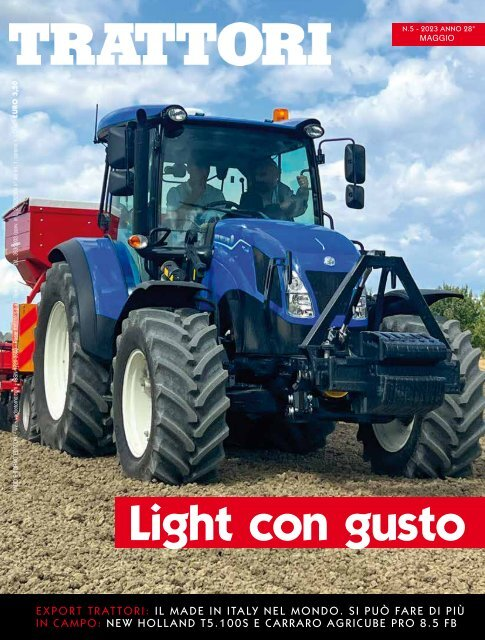 TRATTORI
N.5 - 2023 ANNO 28°
MAGGIO
Light con gusto
EXPORT TRATTORI: IL MADE IN ITALY NEL MONDO. SI PUÒ FARE DI PIÙ
IN CAMPO: NEW HOLLAND T5.100S E CARRARO AGRICUBE PRO 8.5 FB